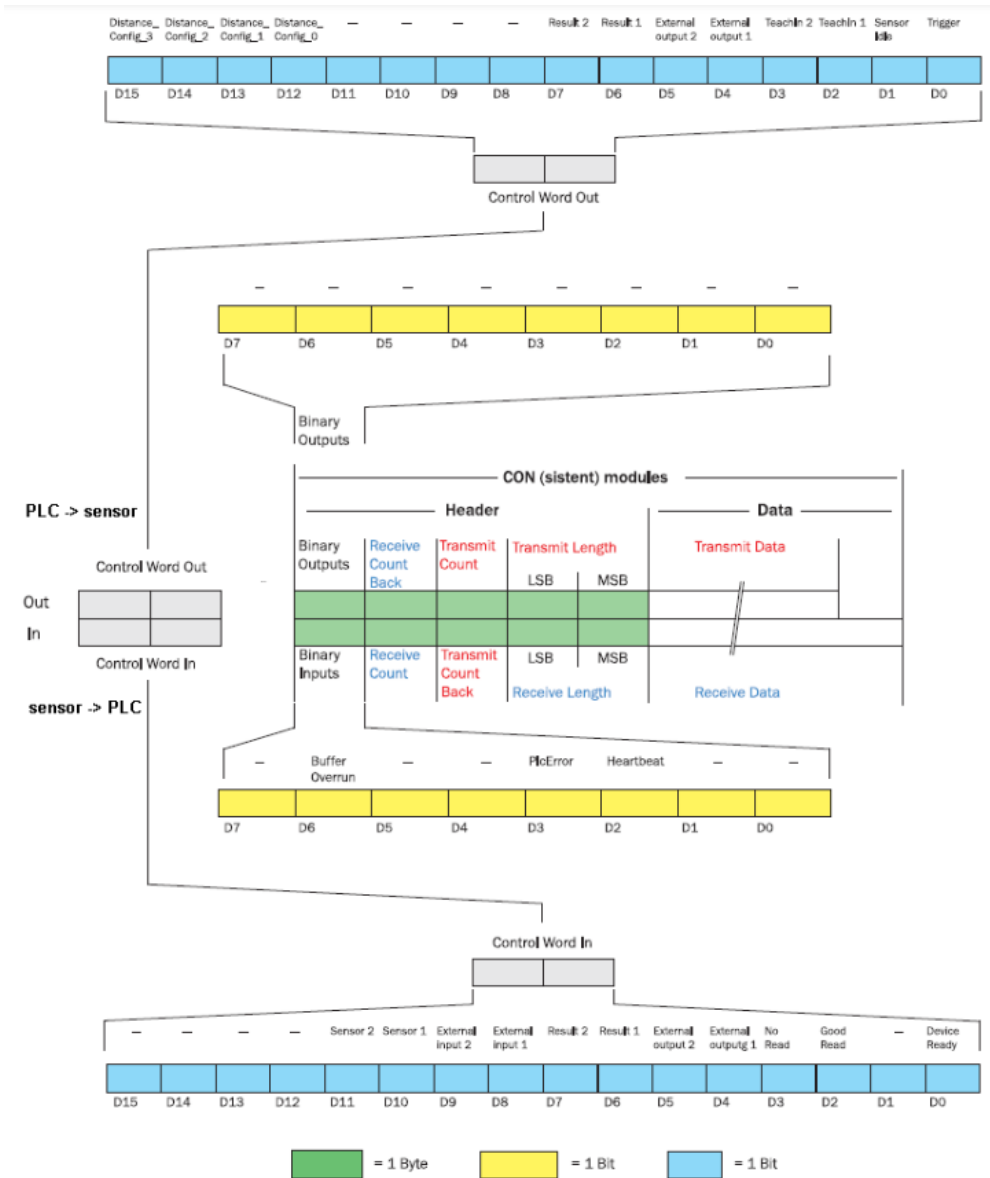 Distance_ Distance_ Distance_ Distance_ – – – – Result 2 Result 1 External External TeachIn 2 TeachIn 1 Sensor Trigger
Config_3 Config_2 Config_1 Config_0 output 2 output 1 Idle
D15 D14 D13 D12 D11 D10 D9 D8 D7 D6 D5 D4 D3 D2 D1 D0
Control Word Out
– – – – – – – –
D7 D6 D5 D4 D3 D2 D1 D0
Binary
Outputs
CON (sistent) modules
PLC -> sensor
Header Data
Binary Receive Transmit Transmit Length Transmit Data
Outputs Count Count
Back LSB MSB
Control Word Out
Out
In
Control Word In
Binary Receive Transmit LSB MSB
Inputs Count Count
Back Receive Length Receive Data
sensor -> PLC
– Buffer – – PlcError Heartbeat – –
Overrun
D7 D6 D5 D4 D3 D2 D1 D0
Control Word In
– – – – Sensor 2 Sensor 1 External External Result 2 Result 1 External External No Good – Device
input 2 input 1 output 2 outputg 1 Read Read Ready
D15 D14 D13 D12 D11 D10 D9 D8 D7 D6 D5 D4 D3 D2 D1 D0
= 1 Byte = 1 Bit = 1 Bit